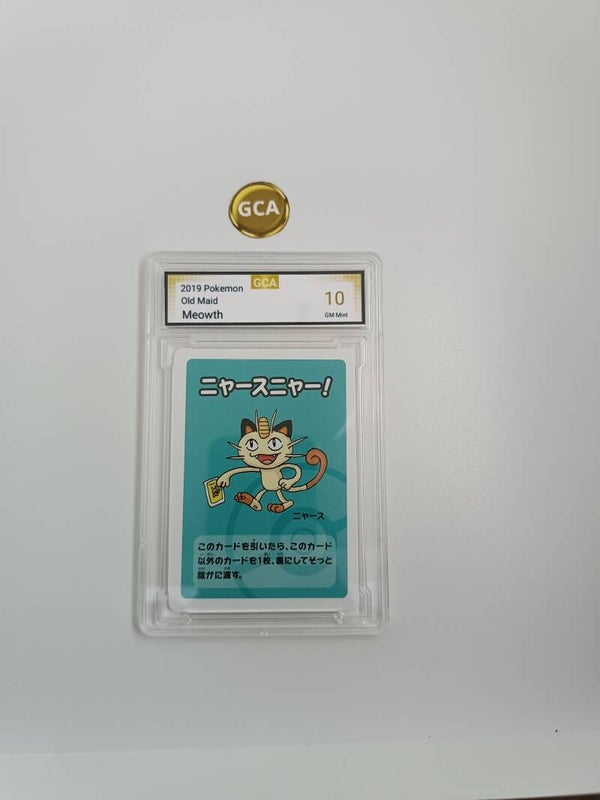 GCA
2019 Pokemon GCA
Old Maid
Meowth
10
GM Mint
ニャースニャー!
ニャース
このカードを引いたら、このカード
以外のカードを1枚、裏にしてそっと
誰かに渡す。